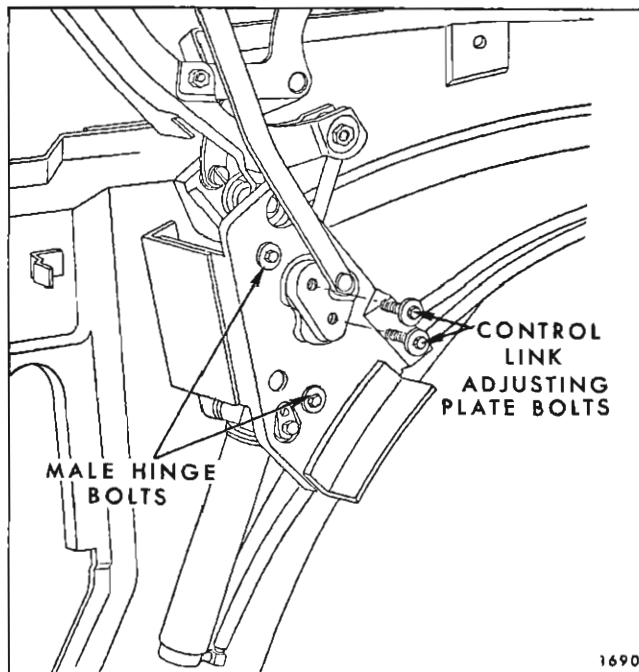 CONTROL
LINK
ADJUSTING
PLATE BOLTS
MALE HINGE
BOLTS
1690